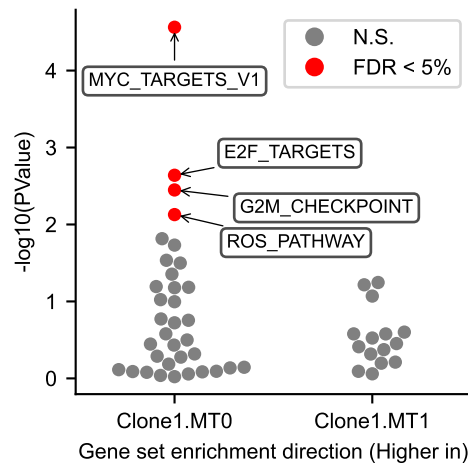 N.S.
FDR < 5%
MYC_TARGETS_V1
E2F_TARGETS
G2M_CHECKPOINT
ROS_PATHWAY
-log10(PValue)
4
3
2
1
0
Clone1.MT0 Clone1.MT1
Gene set enrichment direction (Higher in)